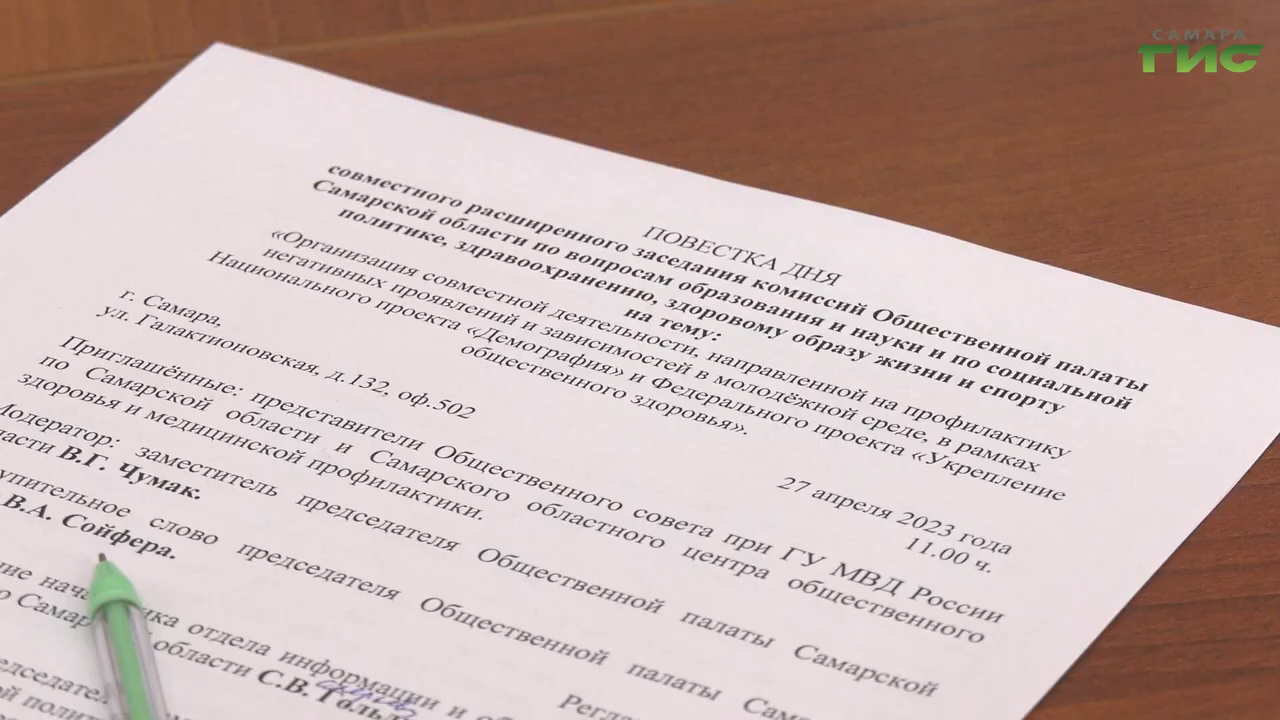 САМАРА
ГИС
ПОВЕСТКА ДНЯ
совместного расширенного заседания комиссий Общественной палаты
Самарской области по вопросам образования и науки и по социальной
политике, здравоохранению, здоровому образу жизни и спорту
на тему:
«Организация совместной деятельности, направленной на профилактику
негативных проявлений и зависимостей в молодёжной среде, в рамках
Национального проекта «Демография» и Федерального проекта «Укрепление
общественного здоровья».
г. Самара,
ул. Галактионовская, д.132, оф.502
27 апреля 2023 года
11.00 ч.
Приглашённые: представители Общественного совета при ГУ МВД России
по Самарской области и Самарского областного центра общественного
здоровья и медицинской профилактики.
Модератор: заместитель председателя Общественной палаты Самарской
В.Г. Чумак.
слово председателя Общественной палаты
В.А. Сойфера.
отдела информации и
области С.В.